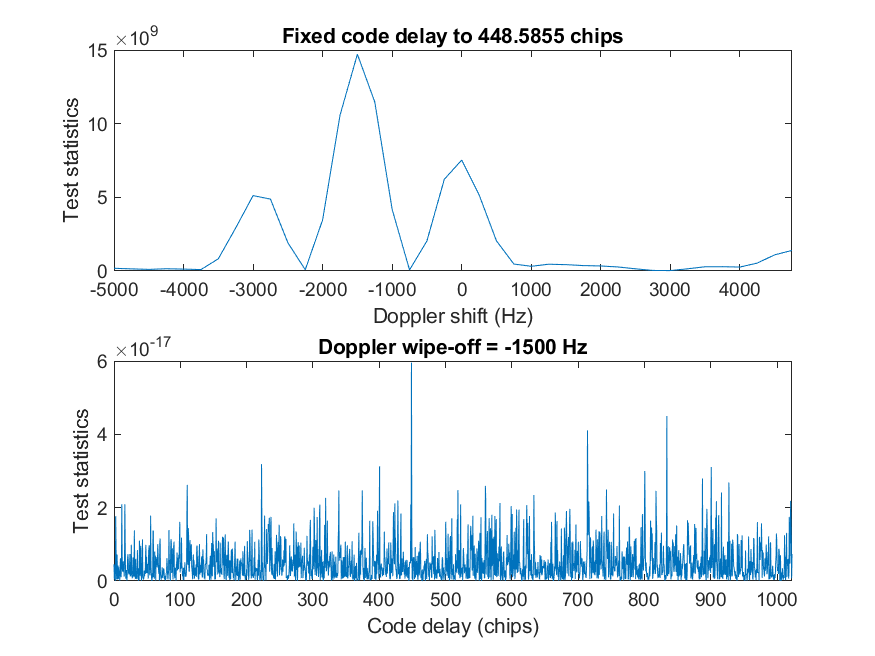 ×10⁹
Fixed code delay to 448.5855 chips
15
10
5
0
Test statistics
-5000 -4000 -3000 -2000 -1000 0 1000 2000 3000 4000
Doppler shift (Hz)
×10⁻¹⁷
Doppler wipe-off = -1500 Hz
6
4
2
0
Test statistics
0 100 200 300 400 500 600 700 800 900 1000
Code delay (chips)